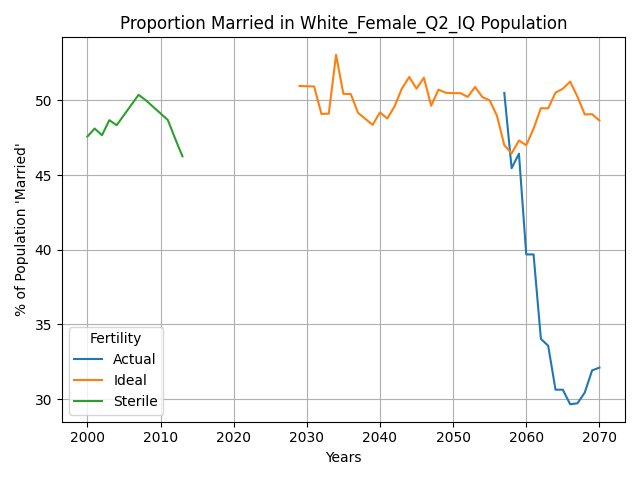 Proportion Married in White_Female_Q2_IQ Population
% of Population 'Married'
50
45
40
35
30
Fertility
Actual
Ideal
Sterile
2000 2010 2020 2030 2040 2050 2060 2070
Years